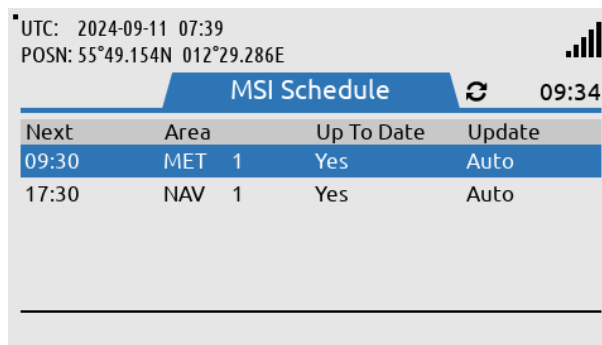 UTC: 2024-09-11 07:39
POSN: 55°49.154N 012°29.286E
MSI Schedule 09:34
Next Area Up To Date Update
09:30 MET 1 Yes Auto
17:30 NAV 1 Yes Auto